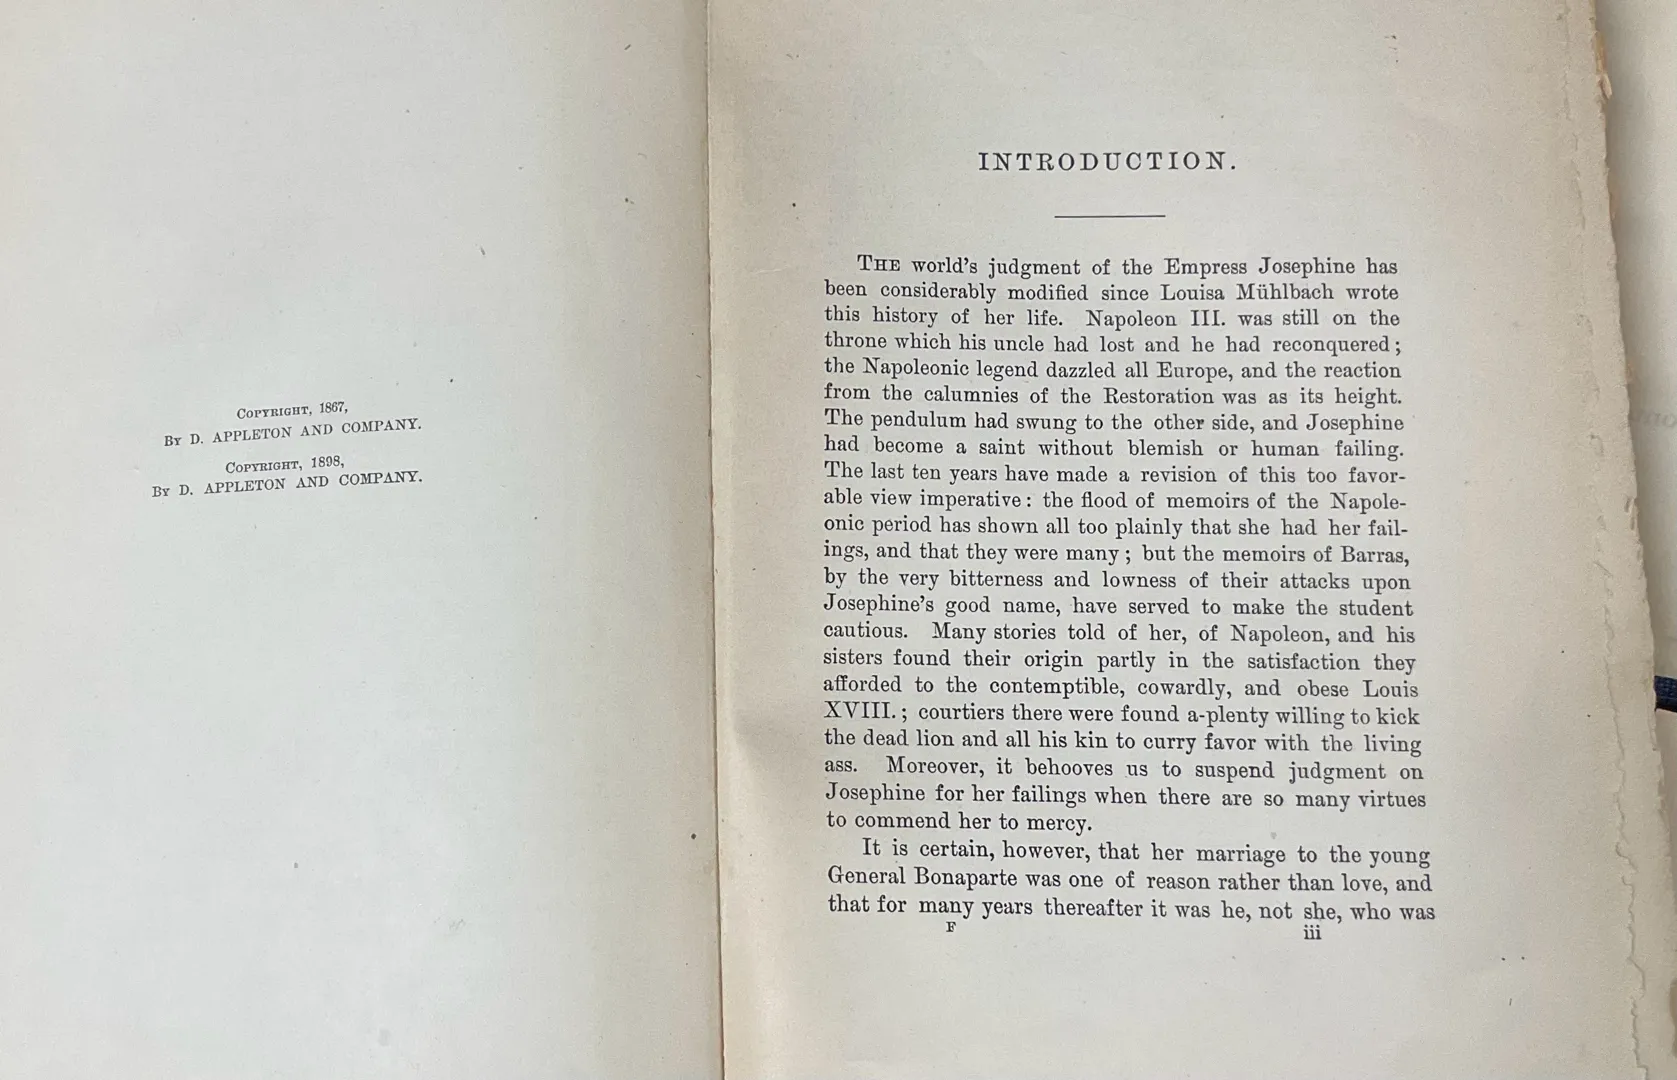 COPYRIGHT, 1867,
BY D. APPLETON AND COMPANY.
COPYRIGHT, 1898,
BY D. APPLETON AND COMPANY.
INTRODUCTION.
THE world's judgment of the Empress Josephine has
been considerably modified since Louisa Mühlbach wrote
this history of her life. Napoleon III. was still on the
throne which his uncle had lost and he had reconquered;
the Napoleonic legend dazzled all Europe, and the reaction
from the calumnies of the Restoration was as its height.
The pendulum had swung to the other side, and Josephine
had become a saint without blemish or human failing.
The last ten years have made a revision of this too favor-
able view imperative: the flood of memoirs of the Napole-
onic period has shown all too plainly that she had her fail-
ings, and that they were many; but the memoirs of Barras,
by the very bitterness and lowness of their attacks upon
Josephine's good name, have served to make the student
cautious. Many stories told of her, of Napoleon, and his
sisters found their origin partly in the satisfaction they
afforded to the contemptible, cowardly, and obese Louis
XVIII.; courtiers there were found a-plenty willing to kick
the dead lion and all his kin to curry favor with the living
ass. Moreover, it behooves us to suspend judgment on
Josephine for her failings when there are so many virtues
to commend her to mercy.
It is certain, however, that her marriage to the young
General Bonaparte was one of reason rather than love, and
that for many years thereafter it was he, not she, who was
F iii